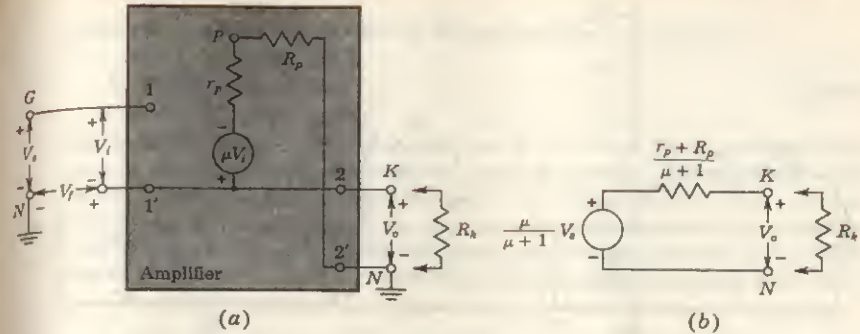 P
R_p
r_p
1
G
+
+
-
V_s
V_i
μV_i
+
-
-
+
N
V_f
-
1'
2
K
+
V_o
R_k
2'
-
N
Amplifier
(a)
r_p + R_p
μ + 1
K
+
+
μ
μ + 1
V_s
V_o
R_k
-
-
N
(b)